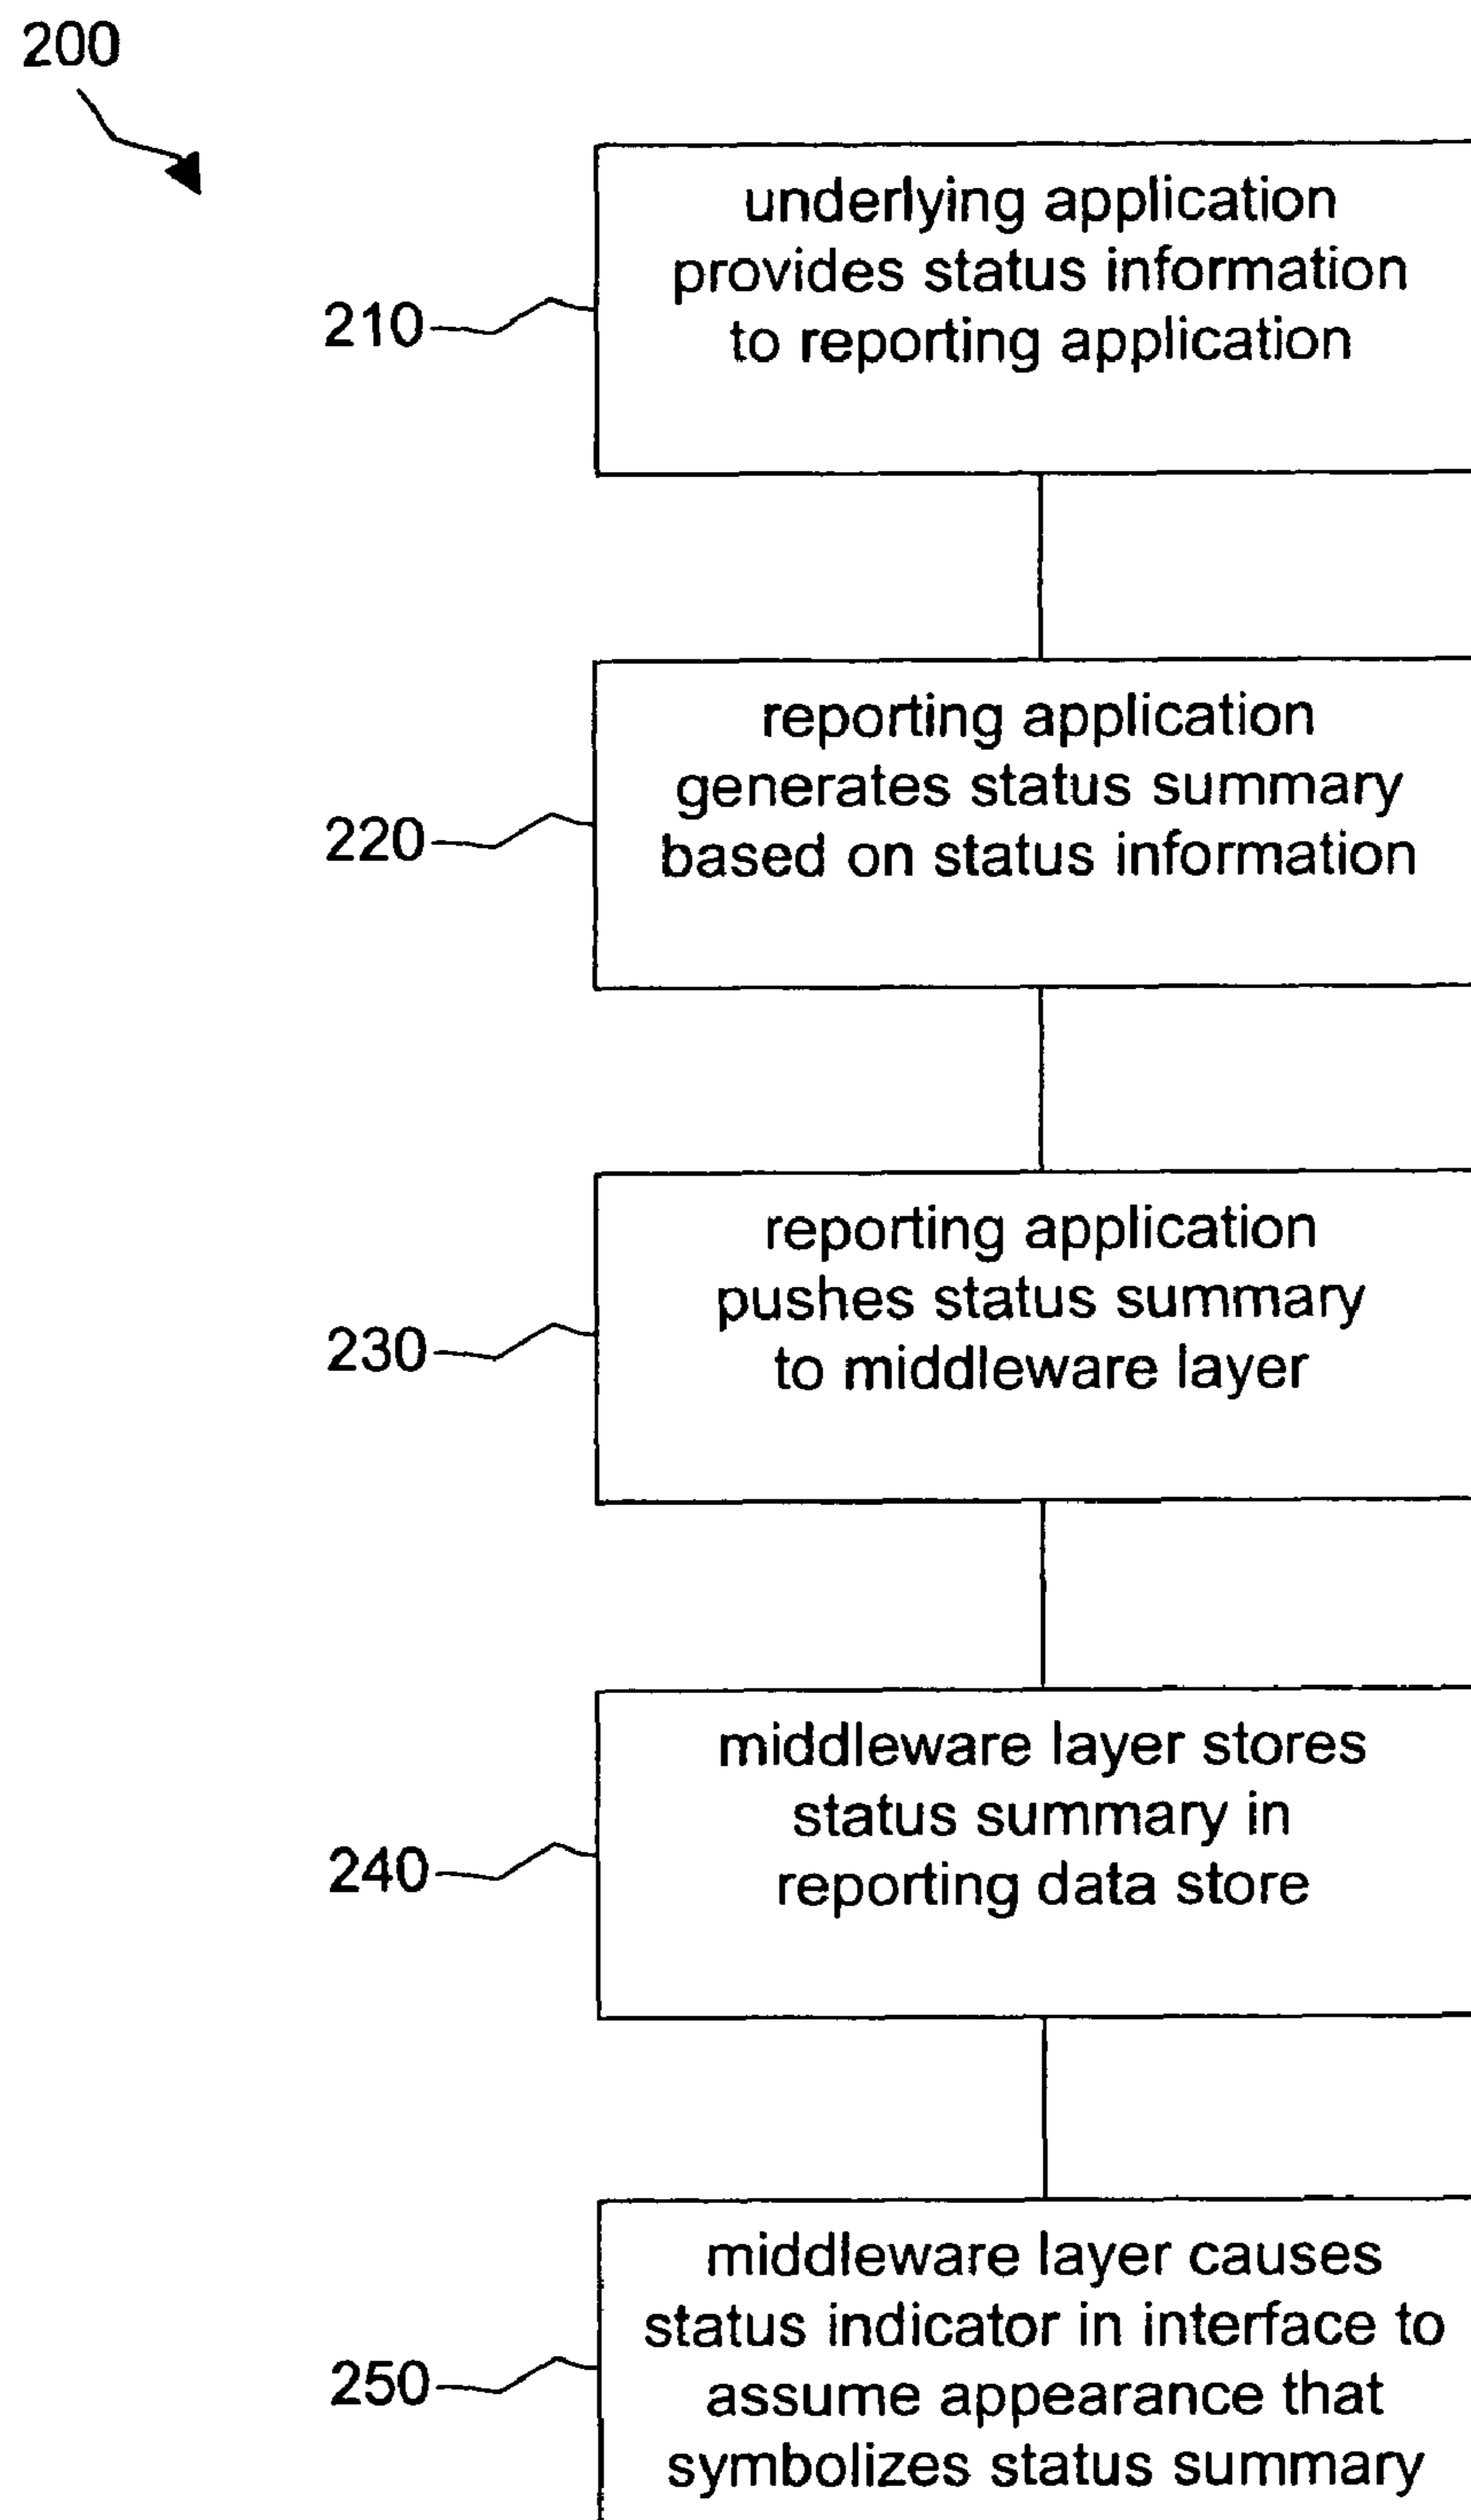 200
underlying application
provides status information
to reporting application
210
reporting application
generates status summary
based on status information
220
reporting application
pushes status summary
to middleware layer
230
middleware layer stores
status summary in
reporting data store
240
middleware layer causes
status indicator in interface to
assume appearance that
symbolizes status summary
250